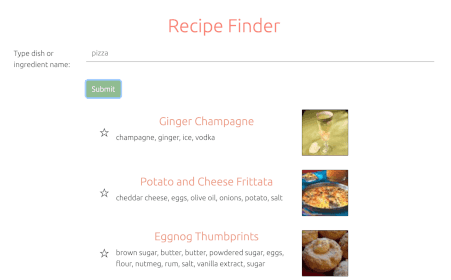 Recipe Finder
Type dish or
ingredient name:
pizza
Submit
Ginger Champagne
champagne, ginger, ice, vodka
Potato and Cheese Frittata
cheddar cheese, eggs, olive oil, onions, potato, salt
Eggnog Thumbprints
brown sugar, butter, butter, powdered sugar, eggs,
flour, nutmeg, rum, salt, vanilla extract, sugar